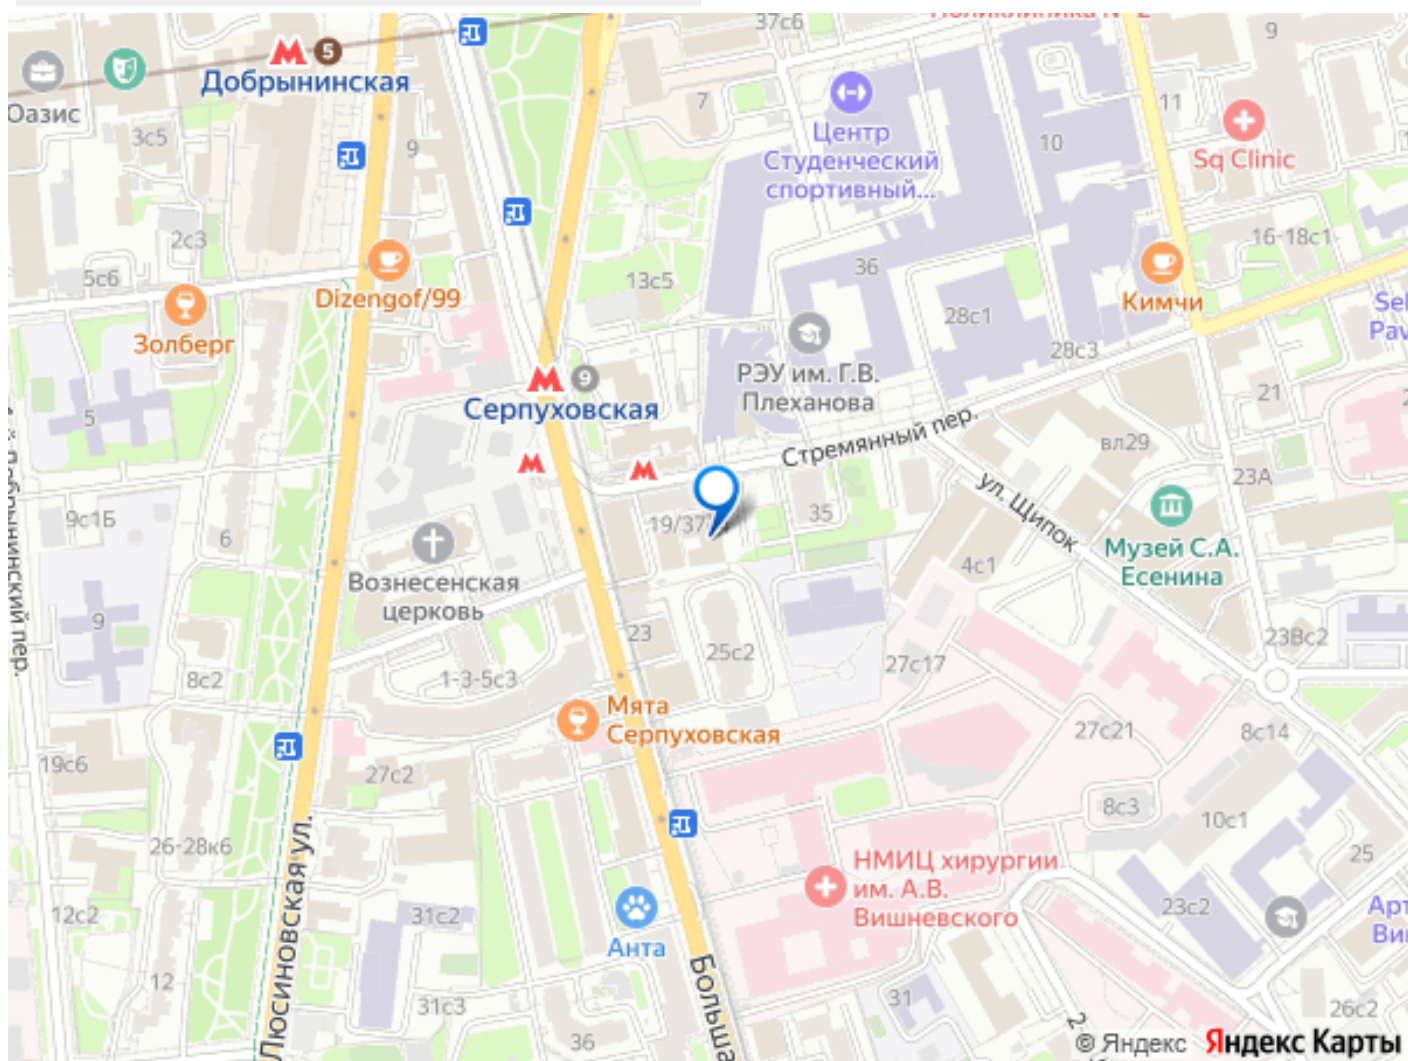 Поликлиника № 2
37с6
9
5
Добрынинская
Оазис
7
11
10
3с5
9
Центр
Студенческий
спортивный...
Sq Clinic
2с3
16-18с1
5с6
13с5
36
Dizengof/99
Кимчи
Золберг
28с1
Sel
Pav
28с3
9
Серпуховская
РЭУ им. Г.В.
Плеханова
21
5
Стремянный пер.
вл29
23А
9с1Б
6
19/37
35
ул. Щипок
Музей С.А.
Есенина
4с1
Вознесенская
церковь
9
23
25с2
27с17
23Вс2
8с2
1-3-5с3
Мята
Серпуховская
27с21
8с14
19с6
27с2
8с3
10с1
26-28к6
Люсиновская ул.
НМИЦ хирургии
им. А.В.
Вишневского
25
12с2
31с2
23с2
Арт
Ви
Анта
Больша
12
31с3
31
26с2
36
2
© Яндекс
Яндекс Карты